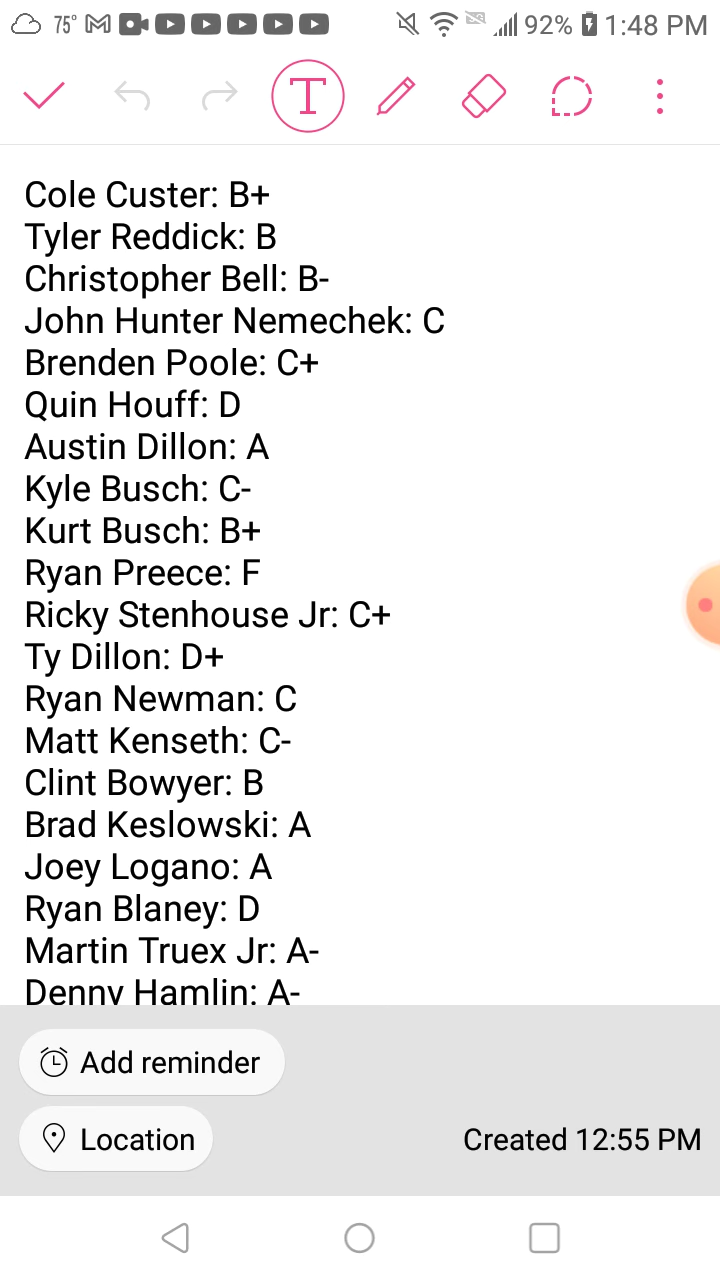 75°
92% 1:48 PM
T
Cole Custer: B+
Tyler Reddick: B
Christopher Bell: B-
John Hunter Nemechek: C
Brenden Poole: C+
Quin Houff: D
Austin Dillon: A
Kyle Busch: C-
Kurt Busch: B+
Ryan Preece: F
Ricky Stenhouse Jr: C+
Ty Dillon: D+
Ryan Newman: C
Matt Kenseth: C-
Clint Bowyer: B
Brad Keslowski: A
Joey Logano: A
Ryan Blaney: D
Martin Truex Jr: A-
Denny Hamlin: A-
Add reminder
Location
Created 12:55 PM